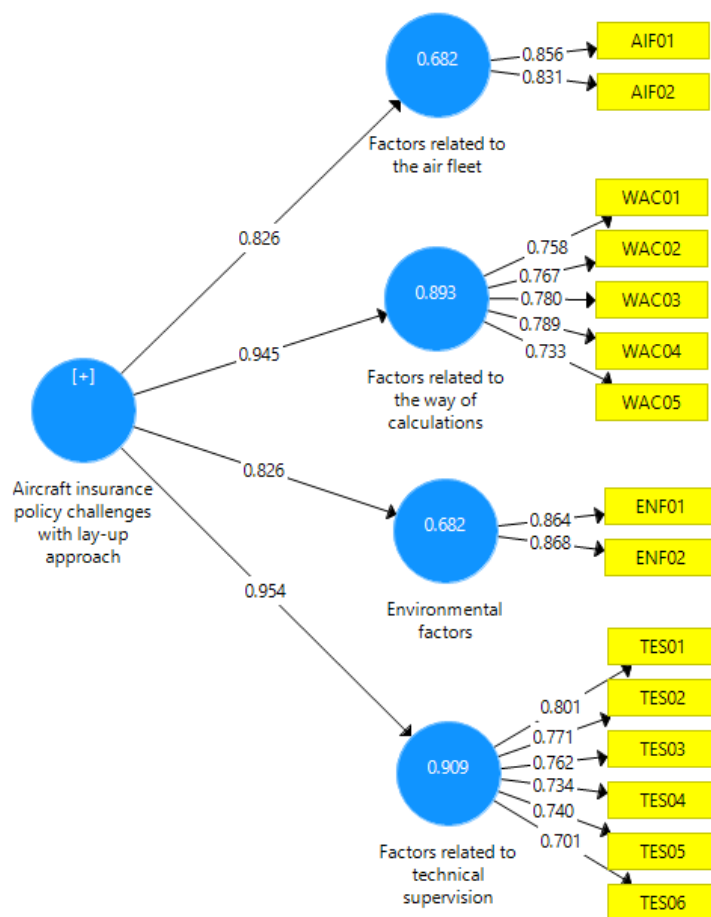 0.682
0.856
0.831
AIF01
AIF02
Factors related to
the air fleet
0.826
0.893
0.758
0.767
0.780
0.789
0.733
WAC01
WAC02
WAC03
WAC04
WAC05
Factors related to
the way of
calculations
0.945
[+]
Aircraft insurance
policy challenges
with lay-up
approach
0.826
0.682
0.864
0.868
ENF01
ENF02
Environmental
factors
0.954
0.909
0.801
0.771
0.762
0.734
0.740
0.701
TES01
TES02
TES03
TES04
TES05
TES06
Factors related to
technical
supervision